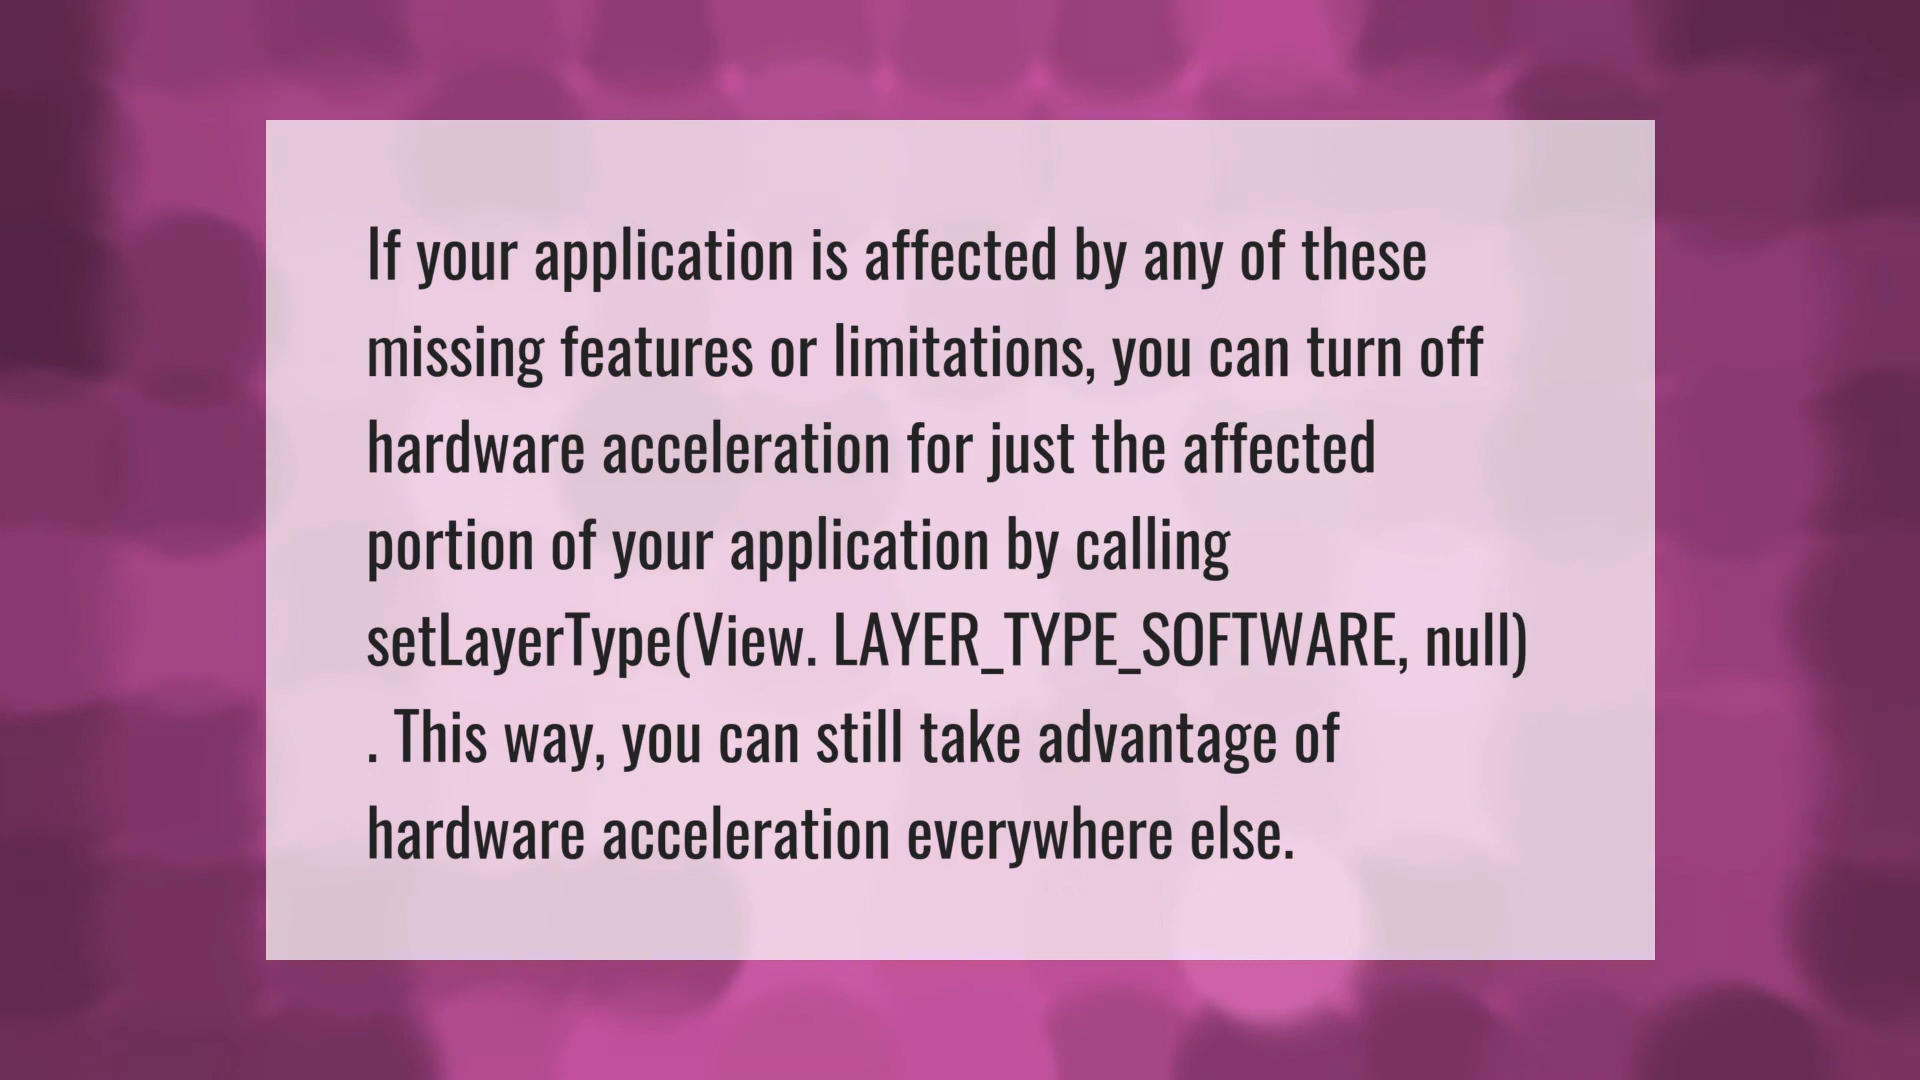 If your application is affected by any of these
missing features or limitations, you can turn off
hardware acceleration for just the affected
portion of your application by calling
setLayerType(View. LAYER_TYPE_SOFTWARE, null)
. This way, you can still take advantage of
hardware acceleration everywhere else.